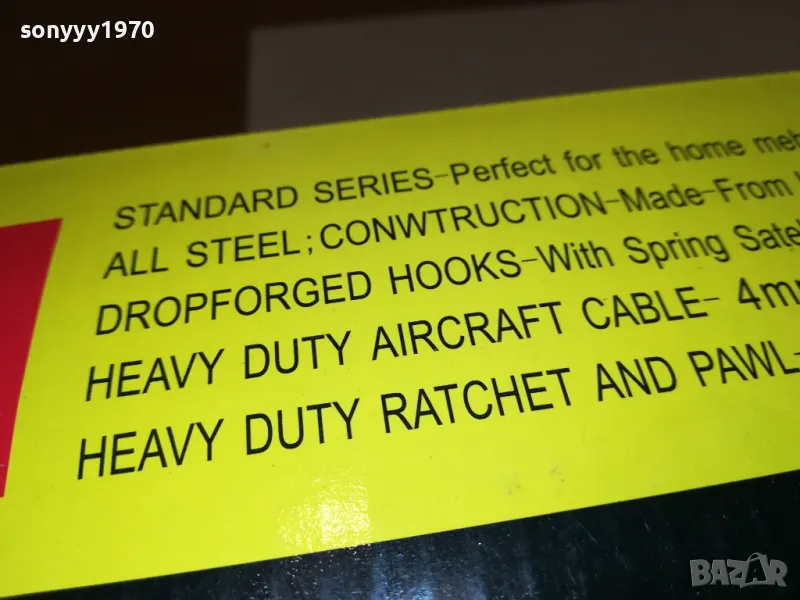 sonyyy1970
STANDARD SERIES-Perfect for the home
ALL STEEL;CONWTRUCTION-Made-From
DROPFORGED HOOKS-With Spring
HEAVY DUTY AIRCRAFT CABLE- 4m
HEAVY DUTY RATCHET AND PAWL-
BAZAR